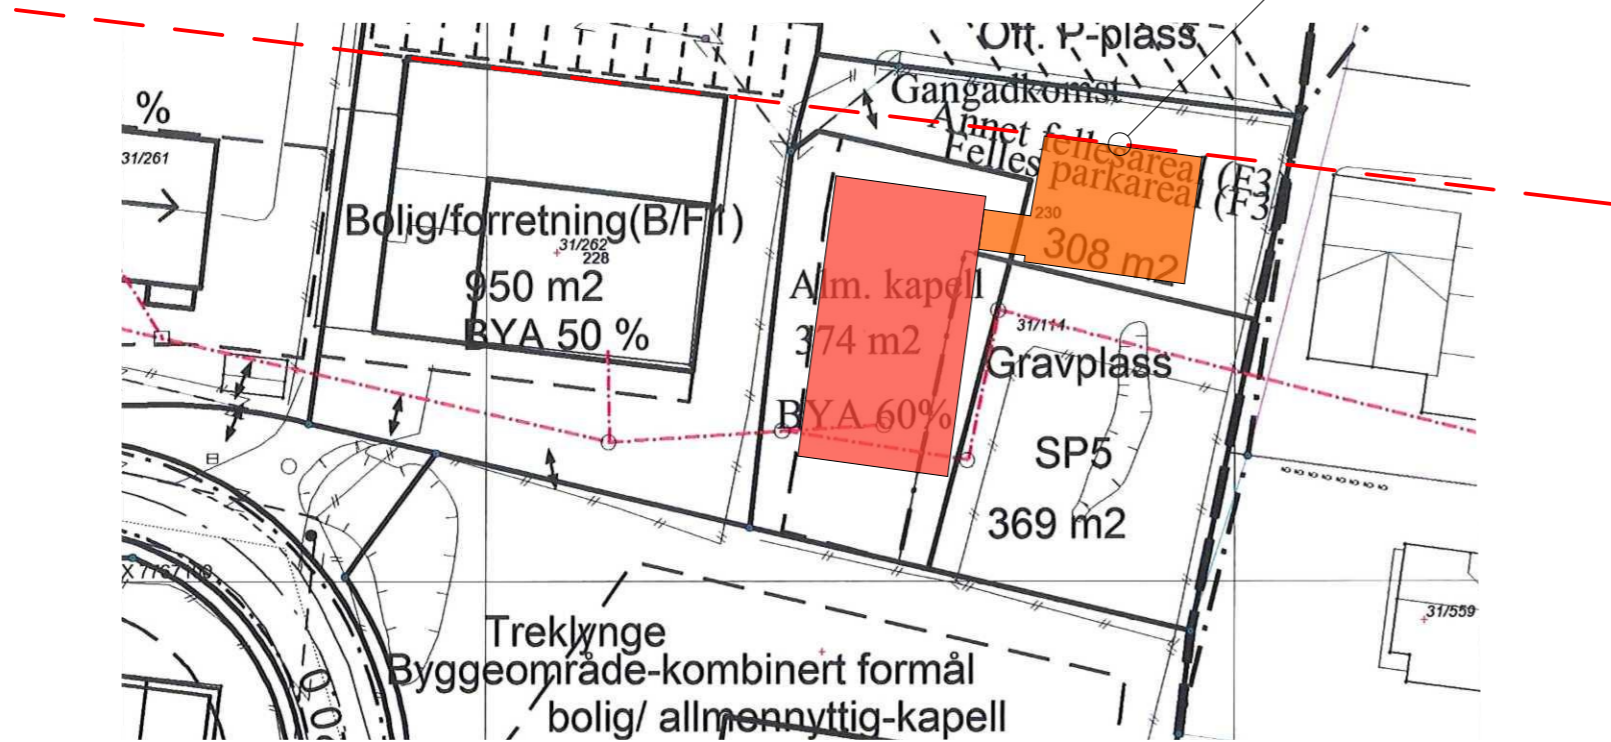 Off. P-plass
Gangadkomst
%
Annet fellesareal (F3
Felles parkareal (F3
31/261
230
Bolig/forretning(B/F1)
31/262
228
308 m2
950 m2
Alm. kapell
31/114
BYA 50 %
374 m2
Gravplass
BYA 60%
SP5
369 m2
X 7767100
31/559
Treklynge
Byggeområde-kombinert formål
bolig/ allmennyttig-kapell